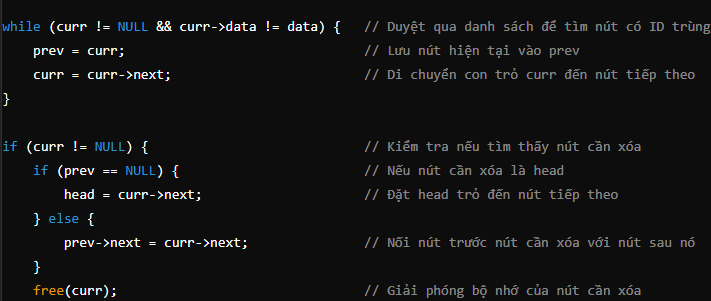 while (curr != NULL && curr->data != data) {   // Duyệt qua danh sách để tìm nút có ID trùng
    prev = curr;                               // Lưu nút hiện tại vào prev
    curr = curr->next;                         // Di chuyển con trỏ curr đến nút tiếp theo
}
if (curr != NULL) {                            // Kiểm tra nếu tìm thấy nút cần xóa
    if (prev == NULL) {                        // Nếu nút cần xóa là head
        head = curr->next;                     // Đặt head trỏ đến nút tiếp theo
    } else {
        prev->next = curr->next;               // Nối nút trước nút cần xóa với nút sau nó
    }
    free(curr);                                // Giải phóng bộ nhớ của nút cần xóa